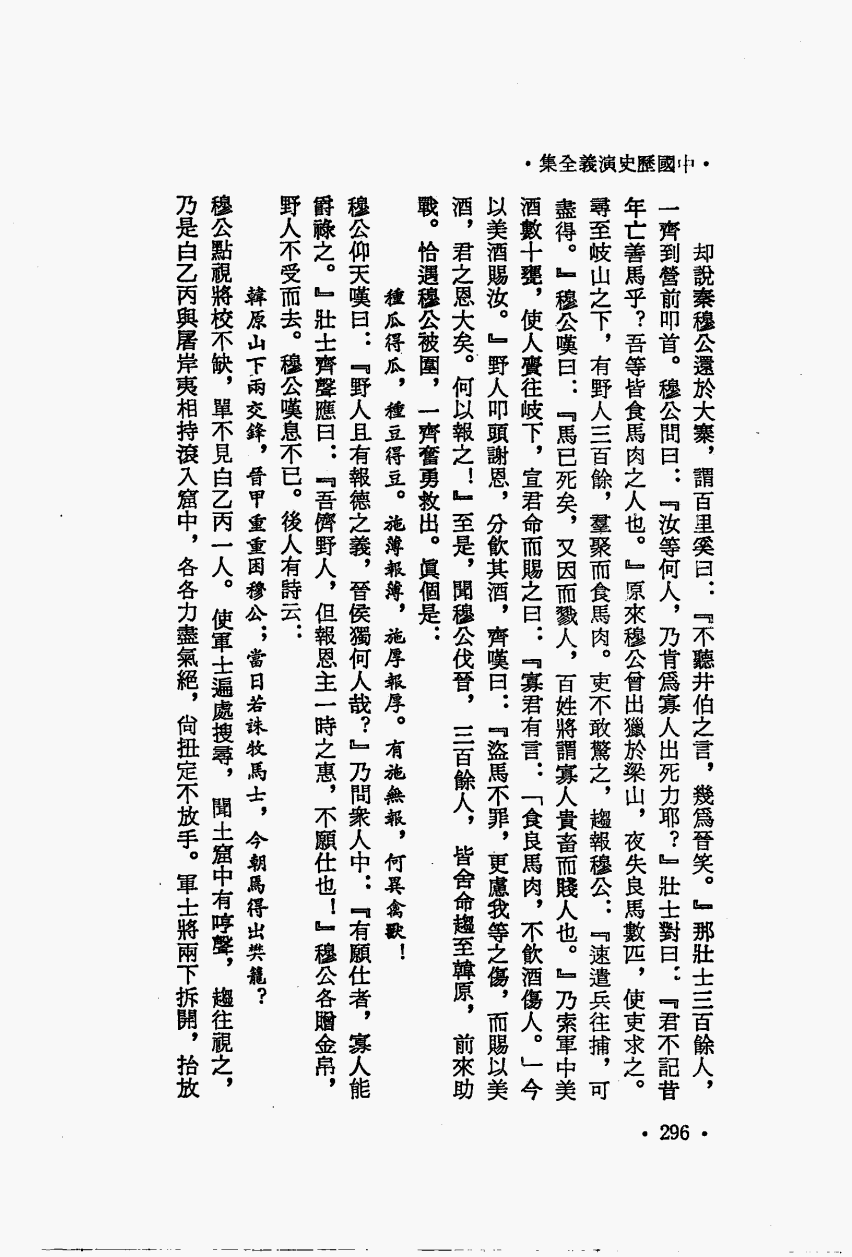 ・中國歷史演義全集・
却說秦穆公還於大寨，謂百里奚曰：『不聽井伯之言，幾爲晉笑。』那壯士三百餘人，
一齊到營前叩首。穆公問曰：『汝等何人，乃肯爲寡人出死力耶？』壯士對曰：『君不記昔
年亡善馬乎？吾等皆食馬肉之人也。』原來穆公曾出獵於梁山，夜失良馬數匹，使吏求之。
尋至岐山之下，有野人三百餘，羣聚而食馬肉。吏不敢驚之，趨報穆公：『速遣兵往捕，可
盡得。』穆公嘆曰：『馬已死矣，又因而戮人，百姓將謂寡人貴畜而賤人也。』乃索軍中美
酒數十甕，使人賫往岐下，宣君命而賜之曰：『寡君有言：「食良馬肉，不飲酒傷人。」今
以美酒賜汝。』野人叩頭謝恩，分飲其酒，齊嘆曰：『盜馬不罪，更慮我等之傷，而賜以美
酒，君之恩大矣。何以報之！』至是，聞穆公伐晉，三百餘人，皆舍命趨至韓原，前來助
戰。恰遇穆公被圍，一齊奮勇救出。眞個是：
種瓜得瓜，種豆得豆。施薄報薄，施厚報厚。有施無報，何異禽獸！
穆公仰天嘆曰：『野人且有報德之義，晉侯獨何人哉？』乃問衆人中：『有願仕者，寡人能
爵祿之。』壯士齊聲應曰：『吾儕野人，但報恩主一時之惠，不願仕也！』穆公各贈金帛，
野人不受而去。穆公嘆息不已。後人有詩云：
韓原山下兩交鋒，晉甲重重困穆公；當日若誅牧馬士，今朝焉得出樊籠？
穆公點視將校不缺，單不見白乙丙一人。使軍士遍處搜尋，聞土窟中有哼聲，趨往視之，
乃是白乙丙與屠岸夷相持滾入窟中，各各力盡氣絕，尙扭定不放手。軍士將兩下拆開，抬放
・296・